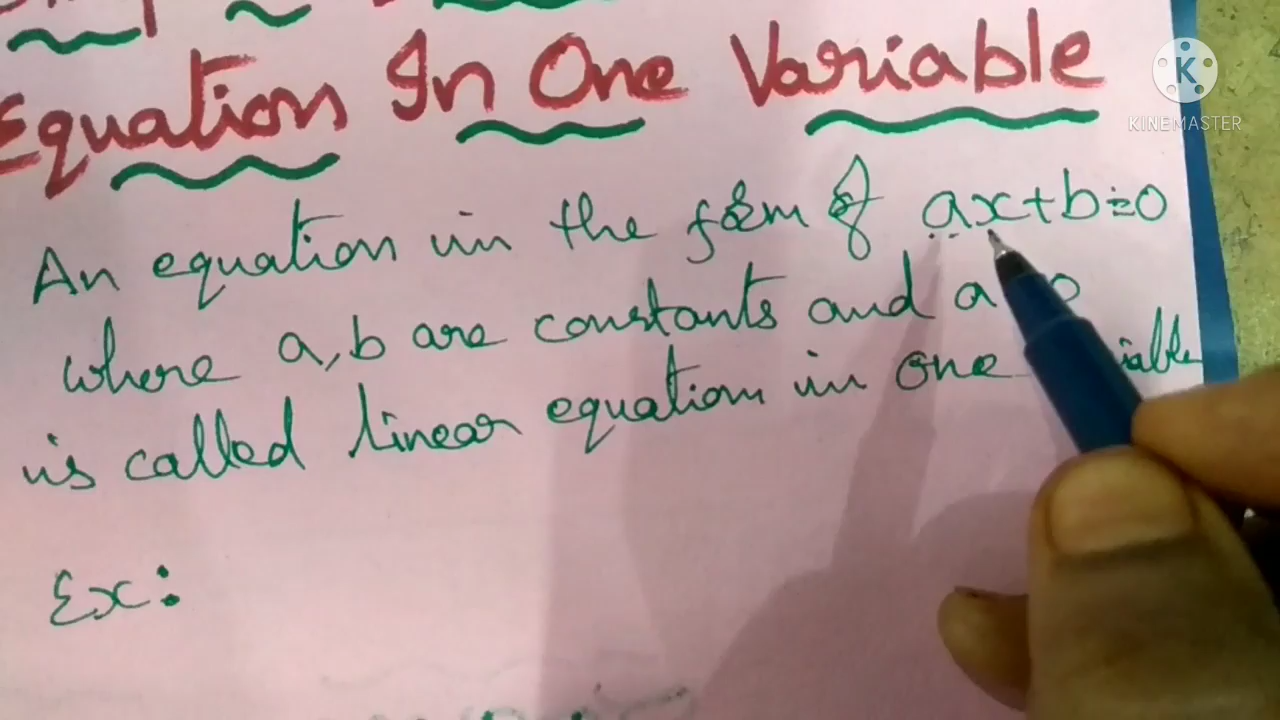 Equation In One Variable
An equation in the form of ax+b=0
where a,b are constants and a 0
is called linear equation in one
Ex:
K
KINEMASTER